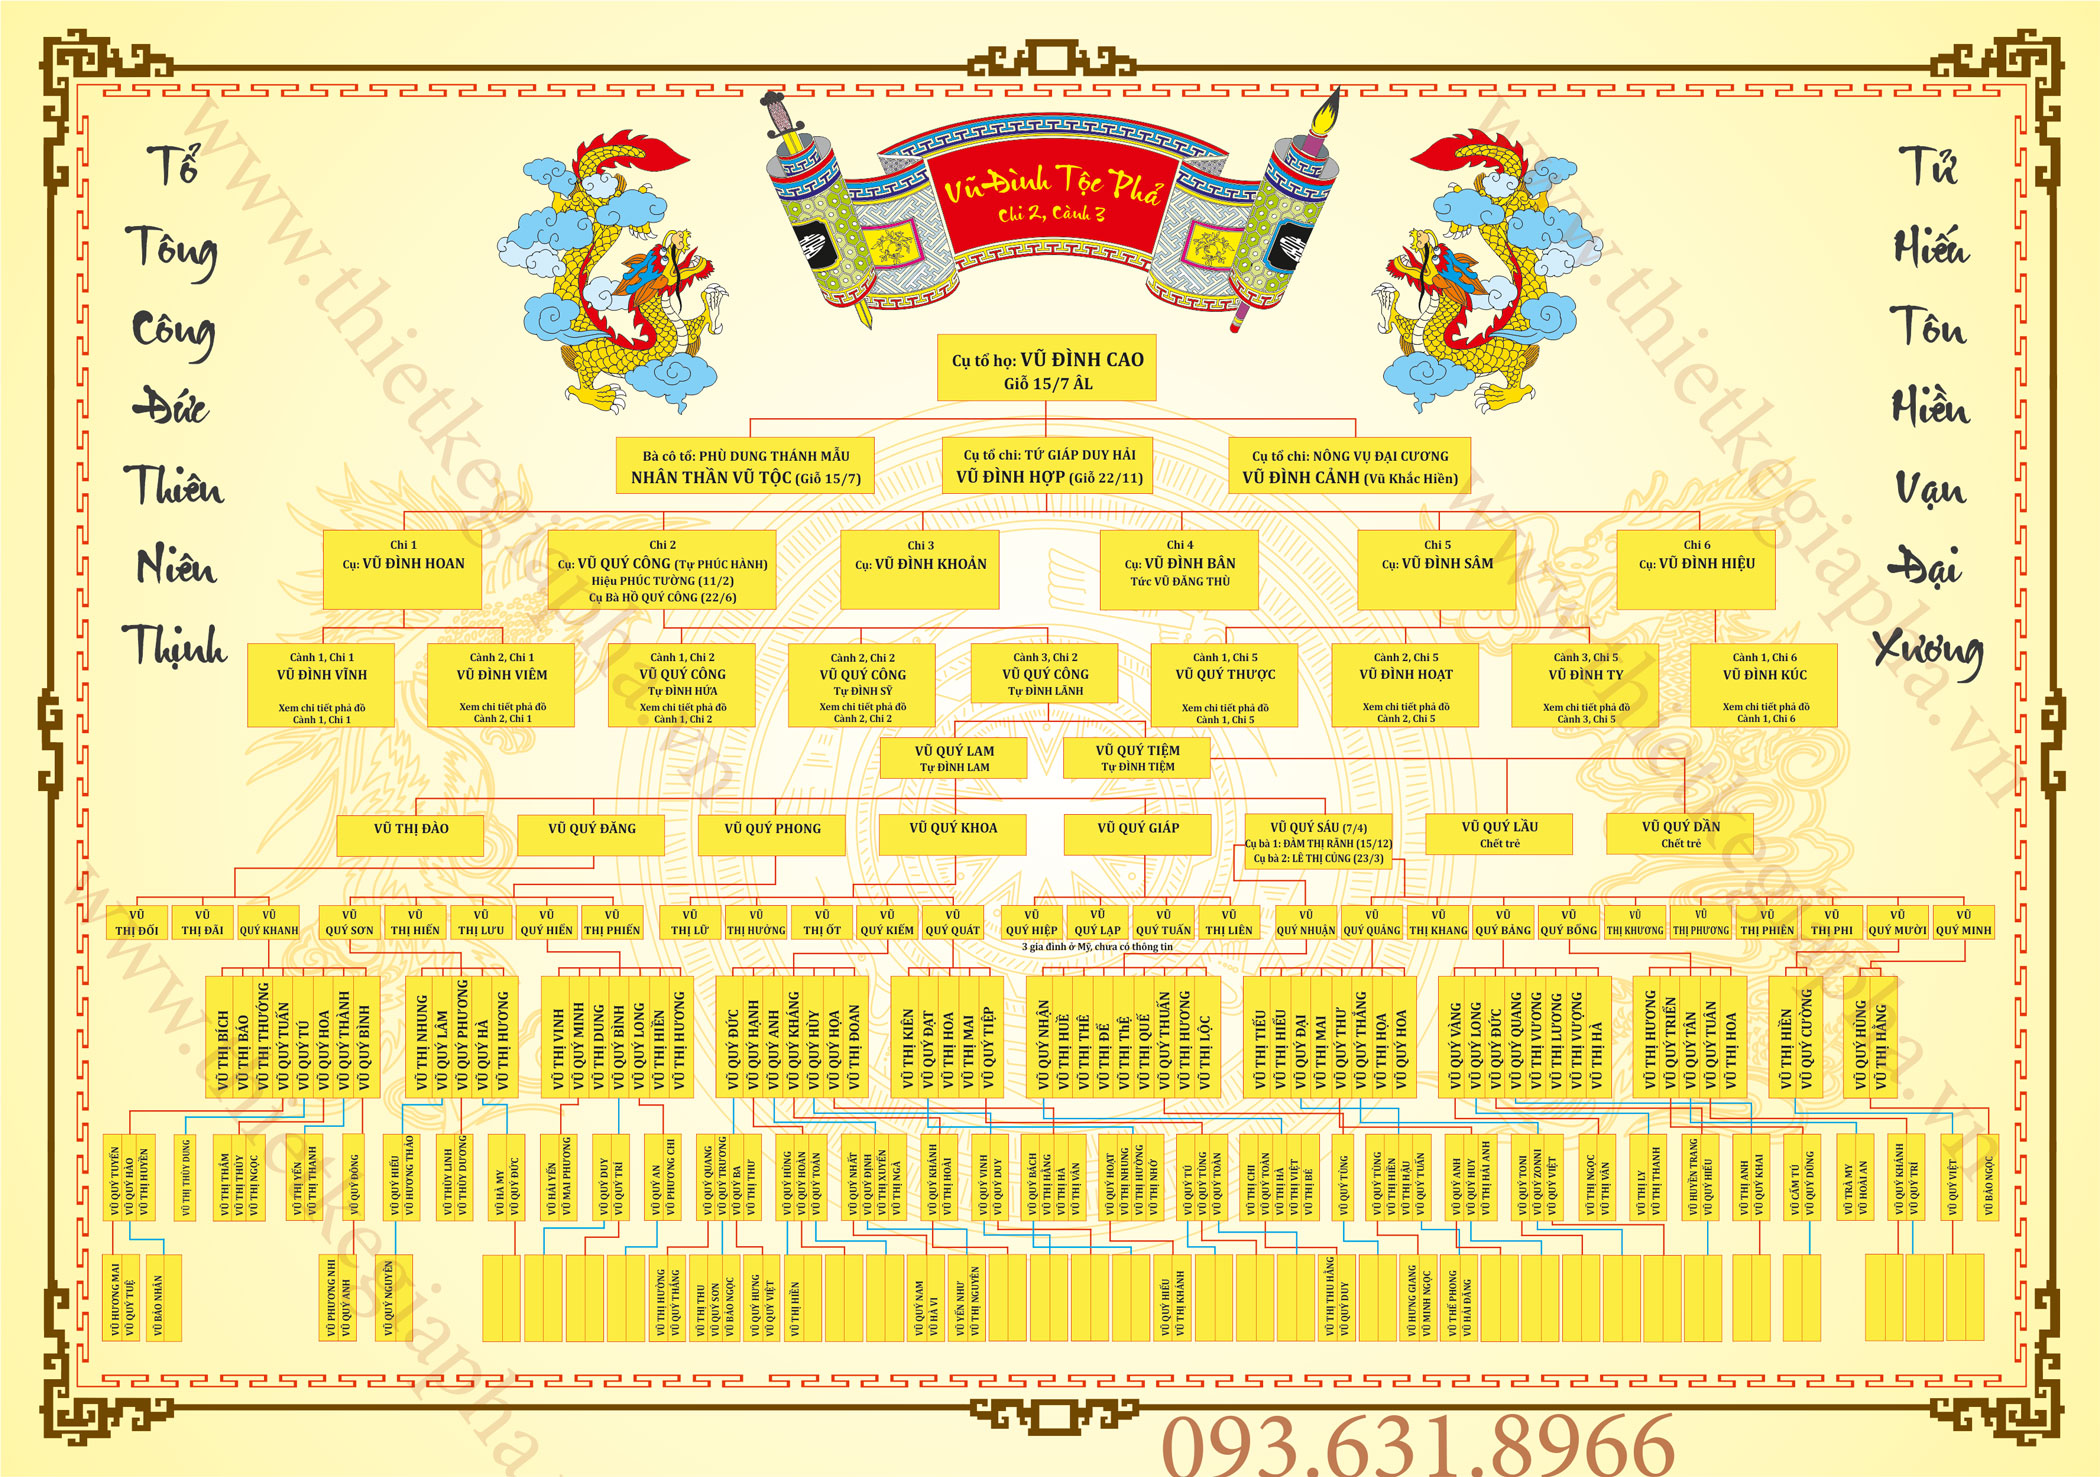 Vũ Đình Tộc Phả
Chi 2, Cành 3
Tổ
Tông
Công
Đức
Thiên
Niên
Thịnh
Tử
Hiếu
Tôn
Hiền
Vạn
Đại
Xương
Cụ tổ họ: VŨ ĐÌNH CAO
Giỗ 15/7 ÂL
Bà cô tổ: PHÙ DUNG THÁNH MẪU
NHÂN THẦN VŨ TỘC (Giỗ 15/7)
Cụ tổ chi: TỨ GIÁP DUY HẢI
VŨ ĐÌNH HỢP (Giỗ 22/11)
Cụ tổ chi: NÔNG VỤ ĐẠI CƯƠNG
VŨ ĐÌNH CẢNH (Vũ Khắc Hiền)
Chi 1
Cụ: VŨ ĐÌNH HOAN
Chi 2
Cụ: VŨ QUÝ CÔNG (Tự PHÚC HÀNH)
Hiệu PHÚC TƯỜNG (11/2)
Cụ Bà HỒ QUÝ CÔNG (22/6)
Chi 3
Cụ: VŨ ĐÌNH KHOẢN
Chi 4
Cụ: VŨ ĐÌNH BÂN
Tức VŨ ĐĂNG THÙ
Chi 5
Cụ: VŨ ĐÌNH SÂM
Chi 6
Cụ: VŨ ĐÌNH HIỆU
Cành 1, Chi 1
VŨ ĐÌNH VĨNH
Xem chi tiết phả đồ
Cành 1, Chi 1
Cành 2, Chi 1
VŨ ĐÌNH VIÊM
Xem chi tiết phả đồ
Cành 2, Chi 1
Cành 1, Chi 2
VŨ QUÝ CÔNG
Tự ĐÌNH HỨA
Xem chi tiết phả đồ
Cành 1, Chi 2
Cành 2, Chi 2
VŨ QUÝ CÔNG
Tự ĐÌNH SỸ
Xem chi tiết phả đồ
Cành 2, Chi 2
Cành 3, Chi 2
VŨ QUÝ CÔNG
Tự ĐÌNH LÃNH
Cành 1, Chi 5
VŨ QUÝ THƯỢC
Xem chi tiết phả đồ
Cành 1, Chi 5
Cành 2, Chi 5
VŨ ĐÌNH HOẠT
Xem chi tiết phả đồ
Cành 2, Chi 5
Cành 3, Chi 5
VŨ ĐÌNH TY
Xem chi tiết phả đồ
Cành 3, Chi 5
Cành 1, Chi 6
VŨ ĐÌNH KÚC
Xem chi tiết phả đồ
Cành 1, Chi 6
VŨ QUÝ LAM
Tự ĐÌNH LAM
VŨ QUÝ TIỆM
Tự ĐÌNH TIỆM
VŨ THỊ ĐÀO
VŨ QUÝ ĐĂNG
VŨ QUÝ PHONG
VŨ QUÝ KHOA
VŨ QUÝ GIÁP
VŨ QUÝ SÁU (7/4)
Cụ bà 1: ĐÀM THỊ RÃNH (15/12)
Cụ bà 2: LÊ THỊ CỦNG (23/3)
VŨ QUÝ LẦU
Chết trẻ
VŨ QUÝ DẦN
Chết trẻ
VŨ
THỊ ĐỐI
VŨ
THỊ ĐÃI
VŨ
QUÝ KHANH
VŨ
QUÝ SƠN
VŨ
THỊ HIẾN
VŨ
THỊ LƯU
VŨ
QUÝ HIỂN
VŨ
THỊ PHIẾN
VŨ
THỊ LỮ
VŨ
THỊ HƯỜNG
VŨ
THỊ ỐT
VŨ
QUÝ KIẾM
VŨ
QUÝ QUÁT
VŨ
QUÝ HIỆP
VŨ
QUÝ LẠP
VŨ
QUÝ TUẤN
VŨ
THỊ LIÊN
VŨ
QUÝ NHUẬN
VŨ
QUÝ QUẢNG
VŨ
THỊ KHANG
VŨ
QUÝ BẢNG
VŨ
QUÝ BỔNG
VŨ
THỊ KHƯƠNG
VŨ
THỊ PHƯƠNG
VŨ
THỊ PHIÊN
VŨ
THỊ PHI
VŨ
QUÝ MƯỜI
VŨ
QUÝ MINH
3 gia đình ở Mỹ, chưa có thông tin
VŨ THỊ BÍCH
VŨ THỊ BÁO
VŨ THỊ THƯỜNG
VŨ QUÝ TUẤN
VŨ QUÝ TÚ
VŨ QUÝ HOA
VŨ QUÝ THÀNH
VŨ QUÝ BÌNH
VŨ THỊ NHUNG
VŨ QUÝ LÂM
VŨ QUÝ PHƯƠNG
VŨ QUÝ HÀ
VŨ THỊ HƯƠNG
VŨ THỊ VINH
VŨ QUÝ MINH
VŨ THỊ DUNG
VŨ QUÝ BÌNH
VŨ QUÝ LONG
VŨ THỊ HIỀN
VŨ THỊ HƯƠNG
VŨ QUÝ ĐỨC
VŨ QUÝ HẠNH
VŨ QUÝ ANH
VŨ QUÝ KHÁNG
VŨ QUÝ HÙY
VŨ QUÝ HỌA
VŨ THỊ ĐOAN
VŨ THỊ KIÊN
VŨ QUÝ ĐẠT
VŨ THỊ HOA
VŨ THỊ MAI
VŨ QUÝ TIỆP
VŨ QUÝ NHẬN
VŨ THỊ HUỀ
VŨ THỊ THÊ
VŨ THỊ ĐỂ
VŨ THỊ THỆ
VŨ THỊ QUẾ
VŨ QUÝ THUẤN
VŨ THỊ HƯƠNG
VŨ THỊ LỘC
VŨ THỊ TIẾU
VŨ THỊ HIẾU
VŨ QUÝ ĐẠI
VŨ THỊ MAI
VŨ QUÝ THƯ
VŨ QUÝ THẮNG
VŨ THỊ HỌA
VŨ QUÝ HOA
VŨ QUÝ VÀNG
VŨ QUÝ LONG
VŨ QUÝ ĐỨC
VŨ QUÝ QUANG
VŨ THỊ VƯƠNG
VŨ THỊ LƯƠNG
VŨ THỊ VƯỢNG
VŨ THỊ HÀ
VŨ THỊ HƯƠNG
VŨ QUÝ TRIỂN
VŨ QUÝ TÂN
VŨ QUÝ TUÂN
VŨ THỊ HOA
VŨ THỊ HIỀN
VŨ QUÝ CƯỜNG
VŨ QUÝ HÙNG
VŨ THỊ HẰNG
VŨ QUÝ TUYẾN
VŨ QUÝ HẢO
VŨ THỊ HUYỀN
VŨ THỊ THÙY DUNG
VŨ THỊ THẮM
VŨ THỊ THỦY
VŨ THỊ NGỌC
VŨ THỊ YẾN
VŨ THỊ THANH
VŨ QUÝ ĐÔNG
VŨ QUÝ HIẾU
VŨ HƯƠNG THẢO
VŨ THÙY LINH
VŨ THÙY DƯƠNG
VŨ HÀ MY
VŨ QUÝ ĐỨC
VŨ HẢI YẾN
VŨ MAI PHƯƠNG
VŨ QUÝ DUY
VŨ QUÝ TRÍ
VŨ QUÝ AN
VŨ PHƯƠNG CHI
VŨ QUÝ QUANG
VŨ QUÝ TRƯƠNG
VŨ QUÝ BA
VŨ THỊ THƯ
VŨ QUÝ HÙNG
VŨ QUÝ HOÀN
VŨ QUÝ TOÀN
VŨ QUÝ NHẤT
VŨ QUÝ ĐỊNH
VŨ THỊ XUYẾN
VŨ THỊ NGÀ
VŨ QUÝ KHÁNH
VŨ THỊ HOÀI
VŨ QUÝ VINH
VŨ QUÝ DUY
VŨ QUÝ BÁCH
VŨ THỊ HẰNG
VŨ THỊ HÀ
VŨ THỊ VÂN
VŨ QUÝ HOẠT
VŨ THỊ NHUNG
VŨ THỊ HƯỜNG
VŨ THỊ NHỚ
VŨ QUÝ TÚ
VŨ QUÝ TÙNG
VŨ QUÝ TOÀN
VŨ THỊ CHI
VŨ QUÝ TOÀN
VŨ THỊ HÀ
VŨ THỊ VIỆT
VŨ THỊ BÉ
VŨ QUÝ TÙNG
VŨ QUÝ TÙNG
VŨ THỊ HIỀN
VŨ THỊ HẬU
VŨ QUÝ TUẤN
VŨ QUÝ ANH
VŨ QUÝ HUY
VŨ THỊ HẢI ANH
VŨ QUÝ TONI
VŨ QUÝ ZONNI
VŨ QUÝ VIỆT
VŨ THỊ NGỌC
VŨ THỊ VÂN
VŨ THỊ LY
VŨ THỊ THANH
VŨ HUYỀN TRANG
VŨ QUÝ HIẾU
VŨ THỊ ANH
VŨ QUÝ KHẢI
VŨ CẨM TÚ
VŨ QUÝ DŨNG
VŨ TRÀ MY
VŨ HOÀI AN
VŨ QUÝ KHÁNH
VŨ QUÝ TRÍ
VŨ QUÝ VIỆT
VŨ BẢO NGỌC
VŨ HƯƠNG MAI
VŨ QUÝ TUỆ
VŨ BẢO NHÂN
VŨ PHƯƠNG NHI
VŨ QUÝ ANH
VŨ QUÝ NGUYÊN
VŨ THỊ HƯỜNG
VŨ QUÝ THẮNG
VŨ THỊ THU
VŨ QUÝ SƠN
VŨ BẢO NGỌC
VŨ QUÝ HƯNG
VŨ QUÝ VIỆT
VŨ THỊ HIỀN
VŨ QUÝ NAM
VŨ HÀ VI
VŨ YẾN NHƯ
VŨ THỊ NGUYÊN
VŨ QUÝ HIẾU
VŨ THỊ KHÁNH
VŨ THỊ THU HẰNG
VŨ QUÝ DUY
VŨ HƯNG GIANG
VŨ MINH NGỌC
VŨ THẾ PHONG
VŨ HẢI ĐĂNG
www.thietkegiapha.vn
www.thietkegiapha.vn
www.thietkegiapha
www.thietkegiapha.vn
093.631.8966